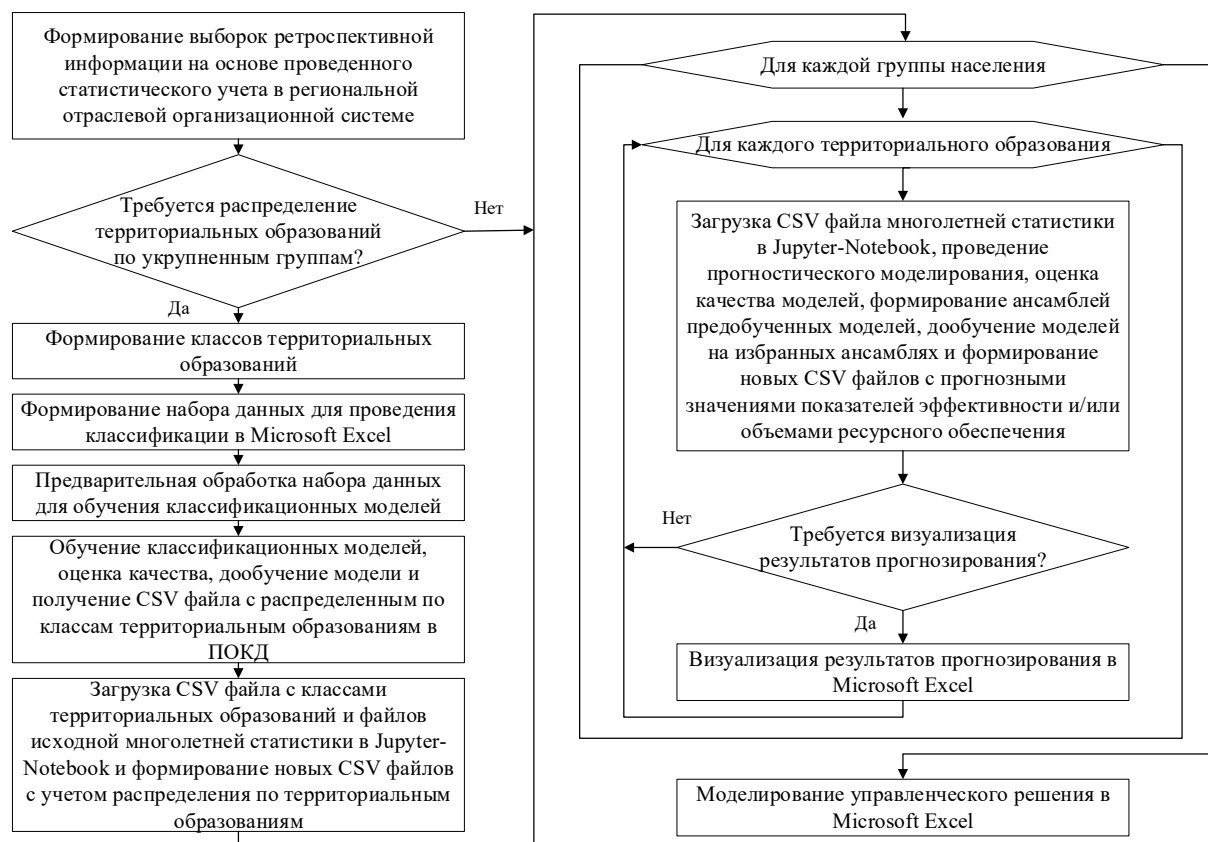 Формирование выборок ретроспективной
информации на основе проведенного
статистического учета в региональной
отраслевой организационной системе
Требуется распределение
территориальных образований
по укрупненным группам?
Нет
Да
Формирование классов территориальных
образований
Формирование набора данных для проведения
классификации в Microsoft Excel
Предварительная обработка набора данных
для обучения классификационных моделей
Обучение классификационных моделей,
оценка качества, дообучение модели и
получение CSV файла с распределенным по
классам территориальным образованиям в
ПОКД
Загрузка CSV файла с классами
территориальных образований и файлов
исходной многолетней статистики в Jupyter-
Notebook и формирование новых CSV файлов
с учетом распределения по территориальным
образованиям
Для каждой группы населения
Для каждого территориального образования
Загрузка CSV файла многолетней статистики
в Jupyter-Notebook, проведение
прогностического моделирования, оценка
качества моделей, формирование ансамблей
предобученных моделей, дообучение моделей
на избранных ансамблях и формирование
новых CSV файлов с прогнозными
значениями показателей эффективности и/или
объемами ресурсного обеспечения
Нет
Требуется визуализация
результатов прогнозирования?
Да
Визуализация результатов прогнозирования в
Microsoft Excel
Моделирование управленческого решения в
Microsoft Excel